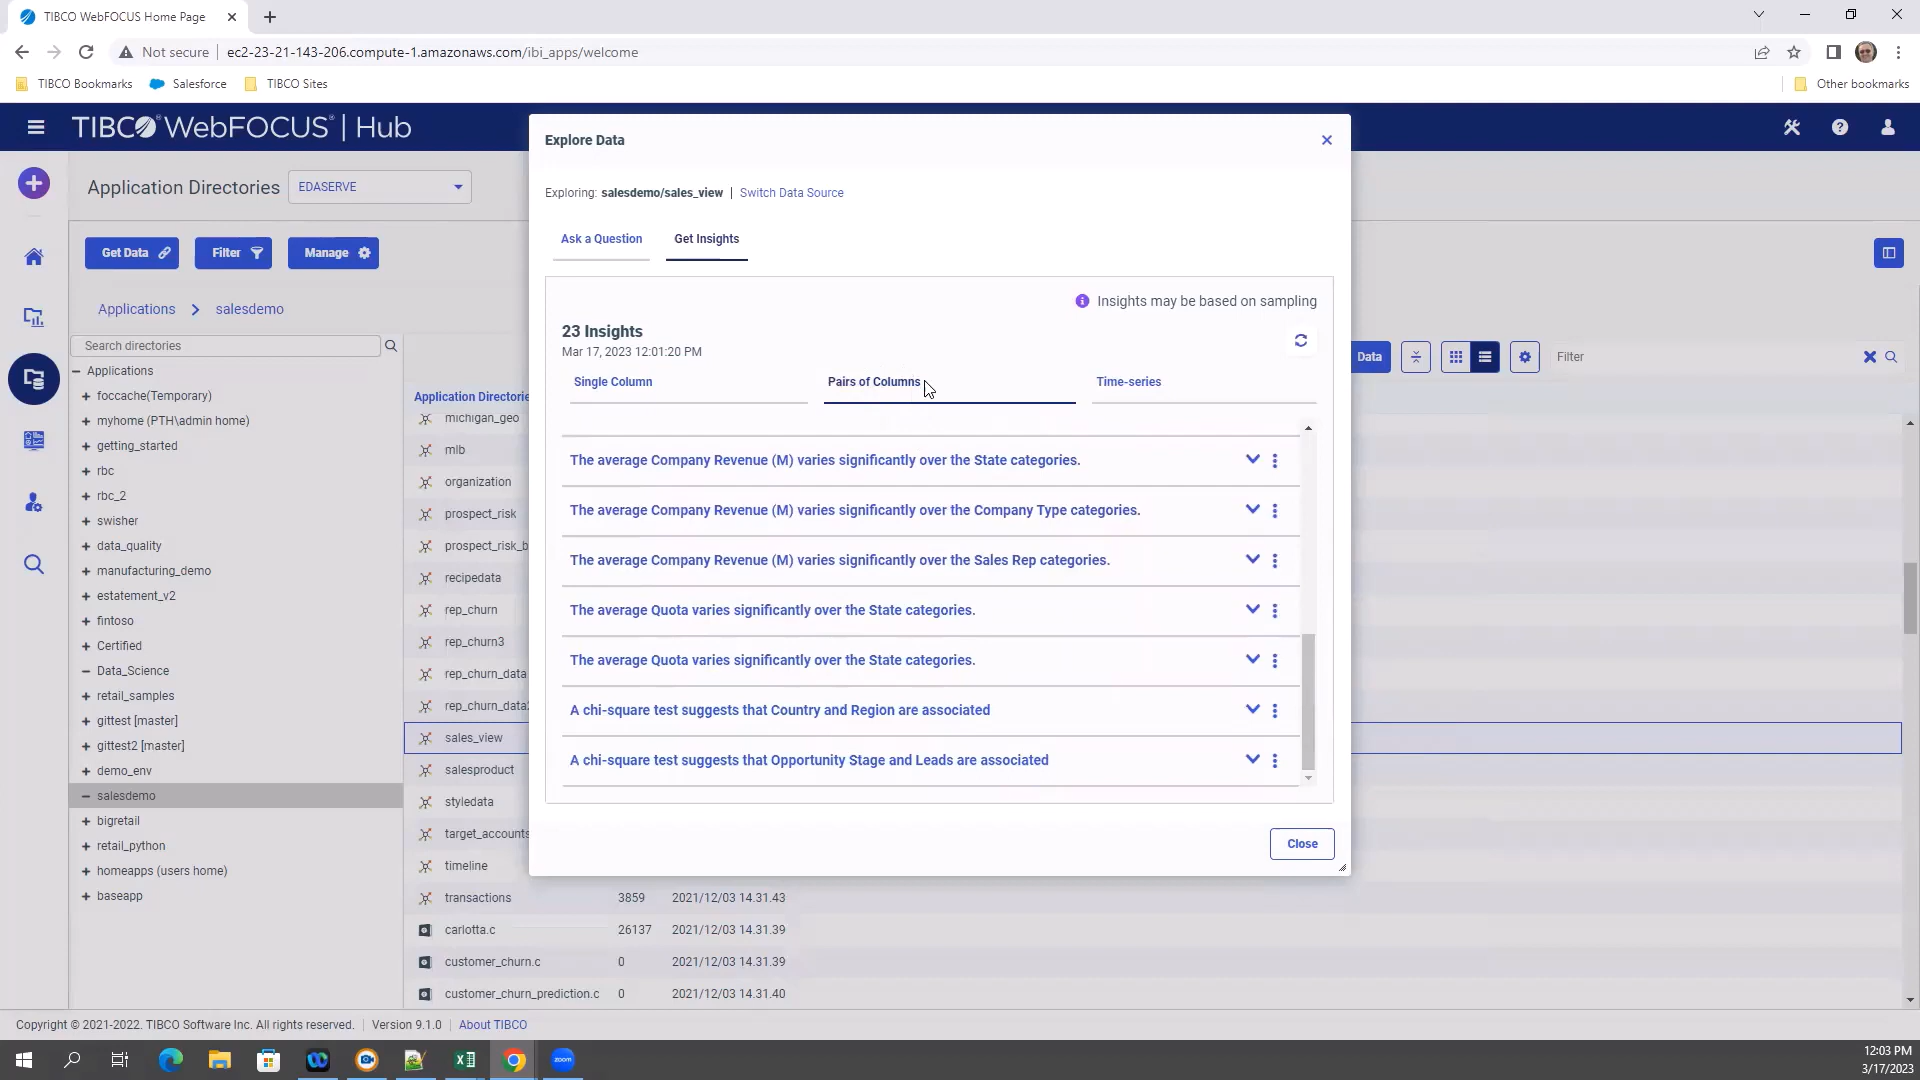 TIBCO WebFOCUS Home Page
Not secure
ec2-23-21-143-206.compute-1.amazonaws.com/ibi_apps/welcome
TIBCO Bookmarks
Salesforce
TIBCO Sites
Other bookmarks
TIBCO WebFOCUS® | Hub
Application Directories
EDASERVE
Get Data
Filter
Manage
Applications
salesdemo
Search directories
Applications
foccache(Temporary)
myhome (PTH\admin home)
getting_started
rbc
rbc_2
swisher
data_quality
manufacturing_demo
estatement_v2
fintoso
Certified
Data_Science
retail_samples
gittest [master]
gittest2 [master]
demo_env
salesdemo
bigretail
retail_python
homeapps (users home)
baseapp
Data
Filter
Application Directorie
michigan_geo
mlb
organization
prospect_risk
prospect_risk_b
recipedata
rep_churn
rep_churn3
rep_churn_data
rep_churn_data
sales_view
salesproduct
styledata
target_accounts
timeline
transactions 3859 2021/12/03 14.31.43
carlotta.c 26137 2021/12/03 14.31.39
customer_churn.c 0 2021/12/03 14.31.39
customer_churn_prediction.c 0 2021/12/03 14.31.40
Explore Data
Exploring: salesdemo/sales_view | Switch Data Source
Ask a Question
Get Insights
Insights may be based on sampling
23 Insights
Mar 17, 2023 12:01:20 PM
Single Column
Pairs of Columns
Time-series
The average Company Revenue (M) varies significantly over the State categories.
The average Company Revenue (M) varies significantly over the Company Type categories.
The average Company Revenue (M) varies significantly over the Sales Rep categories.
The average Quota varies significantly over the State categories.
The average Quota varies significantly over the State categories.
A chi-square test suggests that Country and Region are associated
A chi-square test suggests that Opportunity Stage and Leads are associated
Close
Copyright © 2021-2022. TIBCO Software Inc. All rights reserved. | Version 9.1.0 | About TIBCO
zoom
12:03 PM
3/17/2023